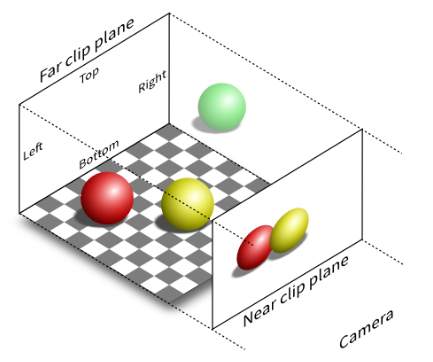 Far clip plane
Top
Right
Left
Bottom
Near clip plane
Camera